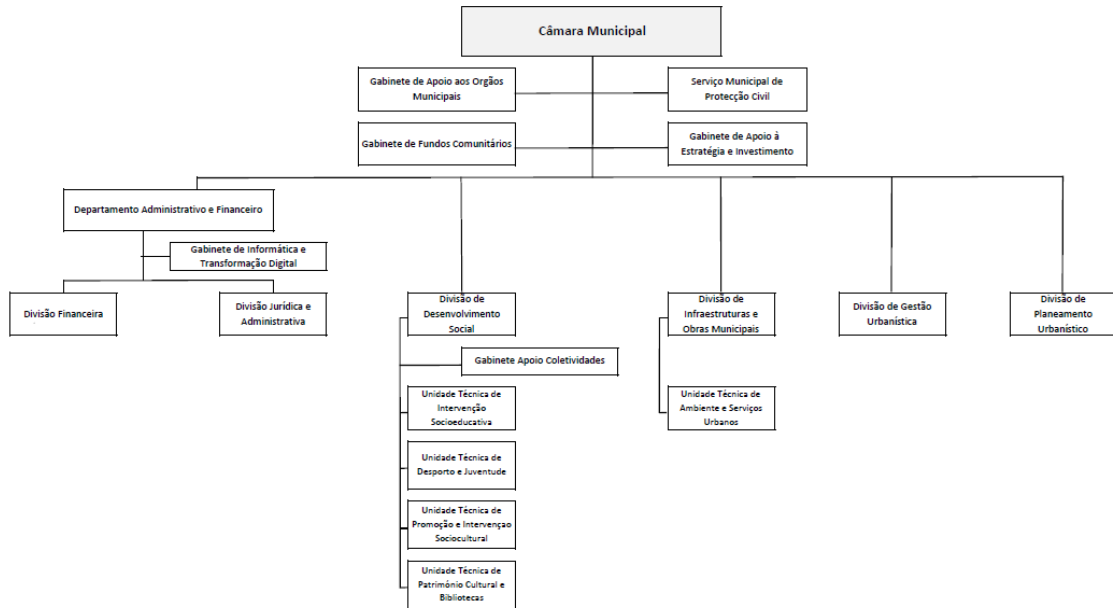 Câmara Municipal
Gabinete de Apoio aos Orgãos
Municipais
Serviço Municipal de
Protecção Civil
Gabinete de Fundos Comunitários
Gabinete de Apoio à
Estratégia e Investimento
Departamento Administrativo e Financeiro
Gabinete de Informática e
Transformação Digital
Divisão Financeira
Divisão Jurídica e
Administrativa
Divisão de
Desenvolvimento
Social
Divisão de
Infraestruturas e
Obras Municipais
Divisão de Gestão
Urbanística
Divisão de
Planeamento
Urbanístico
Gabinete Apoio Coletividades
Unidade Técnica de
Intervenção
Socioeducativa
Unidade Técnica de
Ambiente e Serviços
Urbanos
Unidade Técnica de
Desporto e Juventude
Unidade Técnica de
Promoção e Intervençao
Sociocultural
Unidade Técnica de
Património Cultural e
Bibliotecas